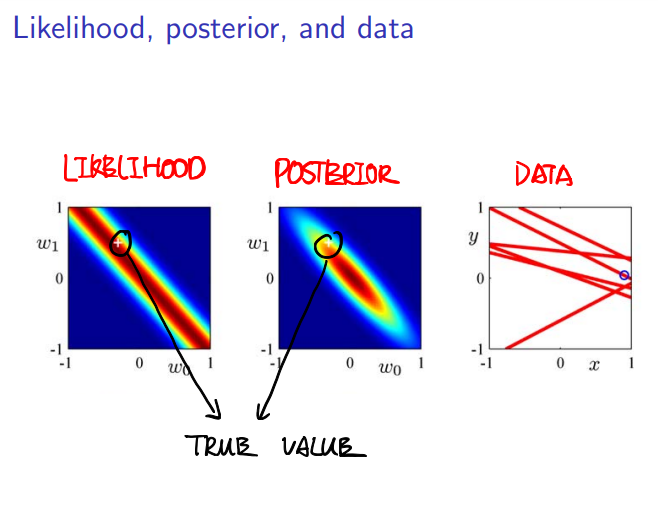 Likelihood, posterior, and data
LIKELIHOOD POSTERIOR DATA
1 1 1
w₁ w₁ y
0 0 0
-1 -1 -1
-1 0 w₀ 1 -1 0 w₀ 1 -1 0 x 1
TRUE VALUE